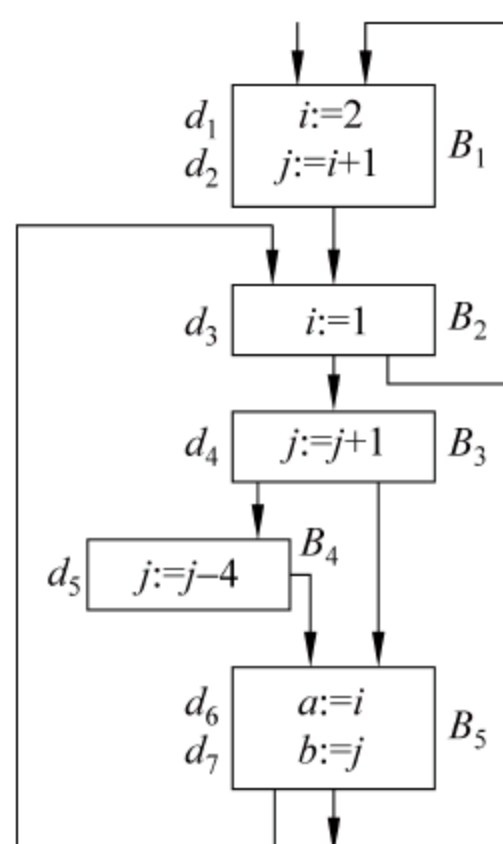 d₁ i:=2
d₂ j:=i+1 B₁
d₃ i:=1 B₂
d₄ j:=j+1 B₃
B₄
d₅ j:=j−4
d₆ a:=i
d₇ b:=j B₅